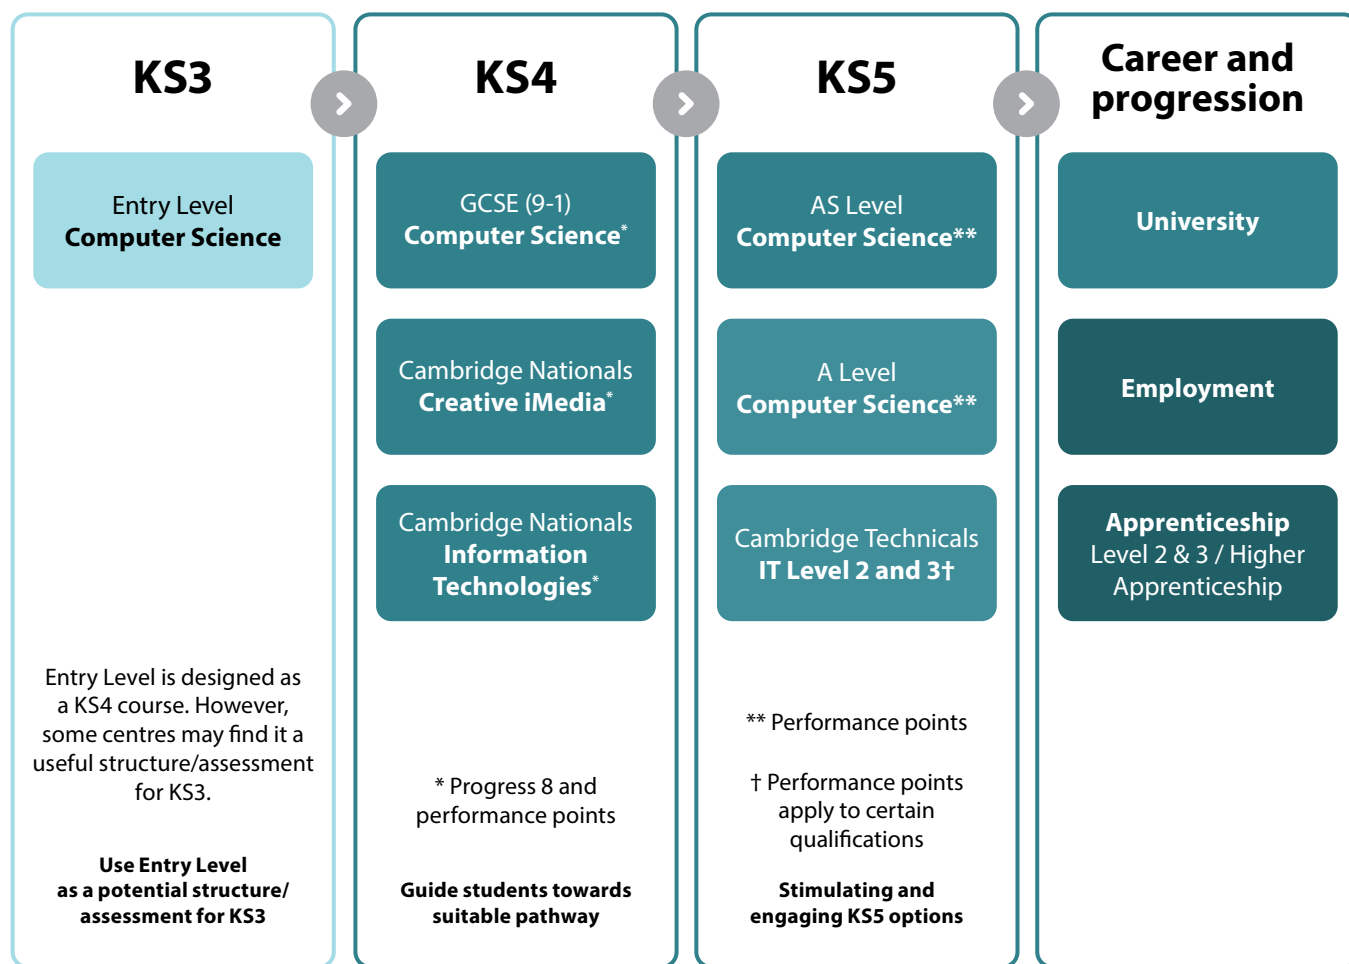 KS3
Entry Level
Computer Science
Entry Level is designed as
a KS4 course. However,
some centres may find it a
useful structure/assessment
for KS3.
Use Entry Level
as a potential structure/
assessment for KS3
KS4
GCSE (9-1)
Computer Science*
Cambridge Nationals
Creative iMedia*
Cambridge Nationals
Information
Technologies*
* Progress 8 and
performance points
Guide students towards
suitable pathway
KS5
AS Level
Computer Science**
A Level
Computer Science**
Cambridge Technicals
IT Level 2 and 3†
** Performance points
† Performance points
apply to certain
qualifications
Stimulating and
engaging KS5 options
Career and
progression
University
Employment
Apprenticeship
Level 2 & 3 / Higher
Apprenticeship